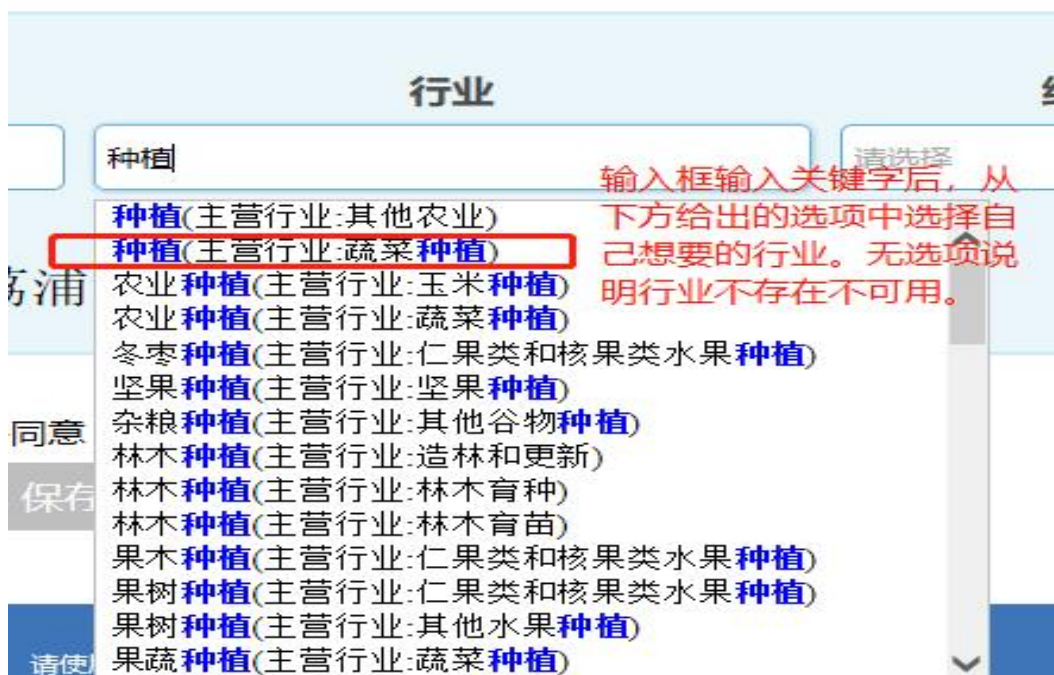 行业
种植
请选择
输入框输入关键字后，从
下方给出的选项中选择自
己想要的行业。无选项说
明行业不存在不可用。
种植(主营行业:其他农业)
种植(主营行业:蔬菜种植)
农业种植(主营行业:玉米种植)
农业种植(主营行业:蔬菜种植)
冬枣种植(主营行业:仁果类和核果类水果种植)
坚果种植(主营行业:坚果种植)
杂粮种植(主营行业:其他谷物种植)
林木种植(主营行业:造林和更新)
林木种植(主营行业:林木育种)
林木种植(主营行业:林木育苗)
果木种植(主营行业:仁果类和核果类水果种植)
果树种植(主营行业:仁果类和核果类水果种植)
果树种植(主营行业:其他水果种植)
果蔬种植(主营行业:蔬菜种植)
荔浦
同意
保存
请使